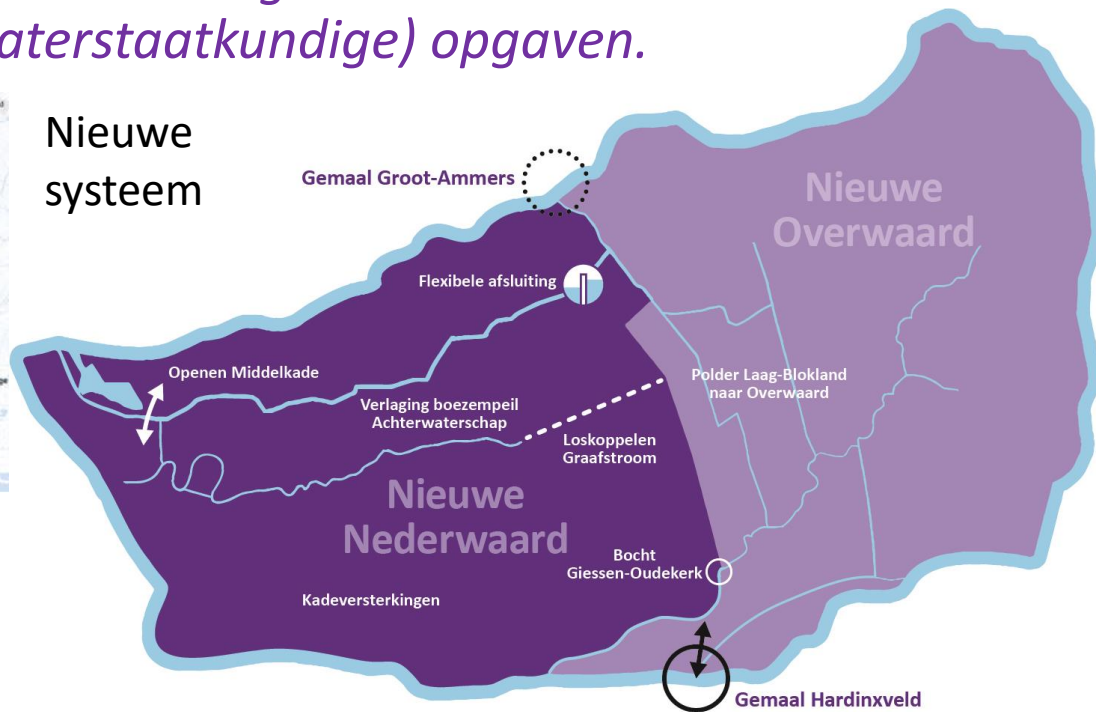 aterstaatkundige) opgaven.
Nieuwe
systeem
Gemaal Groot-Ammers
Nieuwe
Overwaard
Flexibele afsluiting
Openen Middelkade
Polder Laag-Blokland
naar Overwaard
Verlaging boezempeil
Achterwaterschap
Loskoppelen
Graafstroom
Nieuwe
Nederwaard
Bocht
Giessen-Oudekerk
Kadeversterkingen
Gemaal Hardinxveld